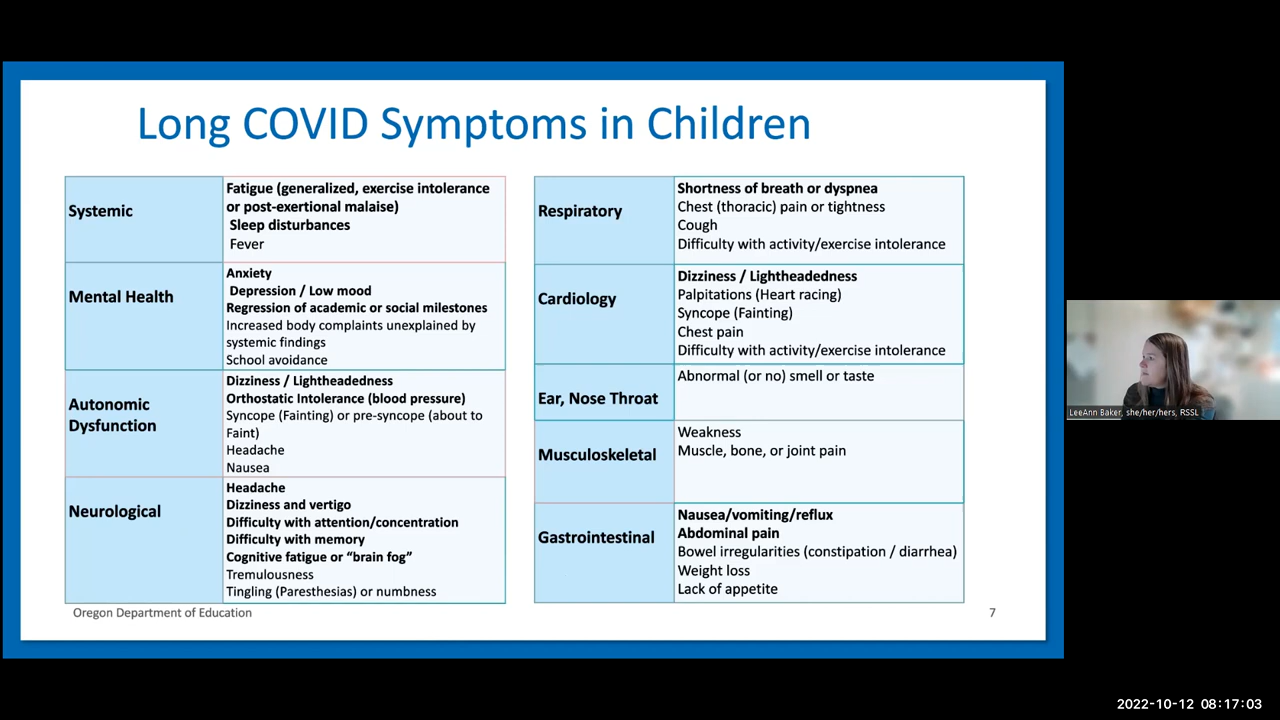 Long COVID Symptoms in Children
Systemic
Fatigue (generalized, exercise intolerance
or post-exertional malaise)
Sleep disturbances
Fever
Mental Health
Anxiety
Depression / Low mood
Regression of academic or social milestones
Increased body complaints unexplained by
systemic findings
School avoidance
Autonomic
Dysfunction
Dizziness / Lightheadedness
Orthostatic Intolerance (blood pressure)
Syncope (Fainting) or pre-syncope (about to
Faint)
Headache
Nausea
Neurological
Headache
Dizziness and vertigo
Difficulty with attention/concentration
Difficulty with memory
Cognitive fatigue or “brain fog”
Tremulousness
Tingling (Paresthesias) or numbness
Respiratory
Shortness of breath or dyspnea
Chest (thoracic) pain or tightness
Cough
Difficulty with activity/exercise intolerance
Cardiology
Dizziness / Lightheadedness
Palpitations (Heart racing)
Syncope (Fainting)
Chest pain
Difficulty with activity/exercise intolerance
Ear, Nose Throat
Abnormal (or no) smell or taste
Musculoskeletal
Weakness
Muscle, bone, or joint pain
Gastrointestinal
Nausea/vomiting/reflux
Abdominal pain
Bowel irregularities (constipation / diarrhea)
Weight loss
Lack of appetite
Oregon Department of Education
7
LeeAnn Baker, she/her/hers, RSSL
2022-10-12 08:17:03